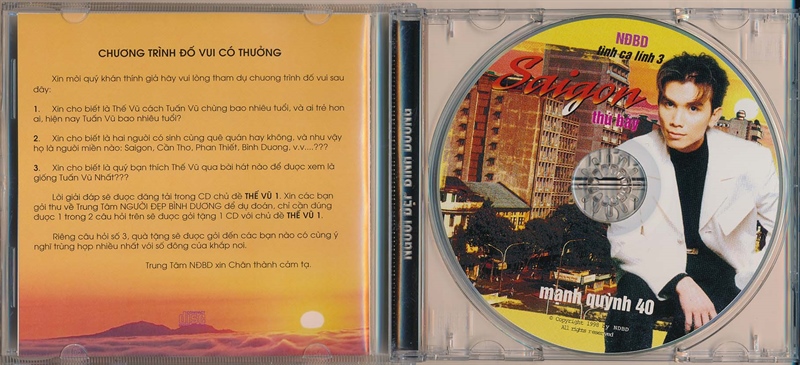 CHƯƠNG TRÌNH ĐỐ VUI CÓ THƯỞNG
Xin mời quý khán thính giả hãy vui lòng tham dự chuơng trình đố vui sau
đây:
1. Xin cho biết là Thế Vũ cách Tuấn Vũ chừng bao nhiêu tuổi, và ai trẻ hơn
ai, hiện nay Tuấn Vũ bao nhiêu tuổi?
2. Xin cho biết là hai người có sinh cùng quê quán hay không, và như vậy
họ là người miền nào: Saigon, Cần Thơ, Phan Thiết, Bình Dương, v.v....???
3. Xin cho biết là quý bạn thích Thế Vũ qua bài hát nào để được xem là
giống Tuấn Vũ Nhất???
Lời giải đáp sẽ được đăng tải trong CD chủ đề THẾ VŨ 1. Xin các bạn
gởi thu về Trung Tâm NGƯỜI ĐẸP BÌNH DƯƠNG để dự đoán, chỉ cần đúng
được 1 trong 2 câu hỏi trên sẽ được gởi tặng 1 CD với chủ đề THẾ VŨ 1.
Riêng câu hỏi số 3, quà tặng sẽ được gởi đến các bạn nào có cùng ý
nghĩ trùng hợp nhiều nhất với số đông của khắp nơi.
Trung Tâm NĐBD xin Chân thành cảm tạ.
NGƯỜI ĐẸP BÌNH DƯƠNG
NĐBD
tình ca lính 3
Saigon
thứ bảy
mạnh quỳnh 40
© Copyright 1998 by NDBD
All rights reserved